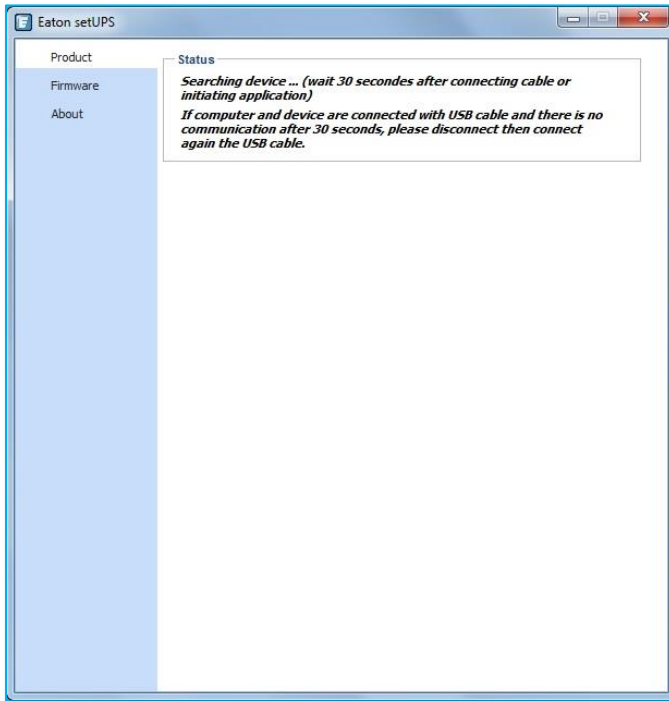 Eaton setUPS
Product
Firmware
About
Status
Searching device ... (wait 30 secondes after connecting cable or
initiating application)
If computer and device are connected with USB cable and there is no
communication after 30 seconds, please disconnect then connect
again the USB cable.